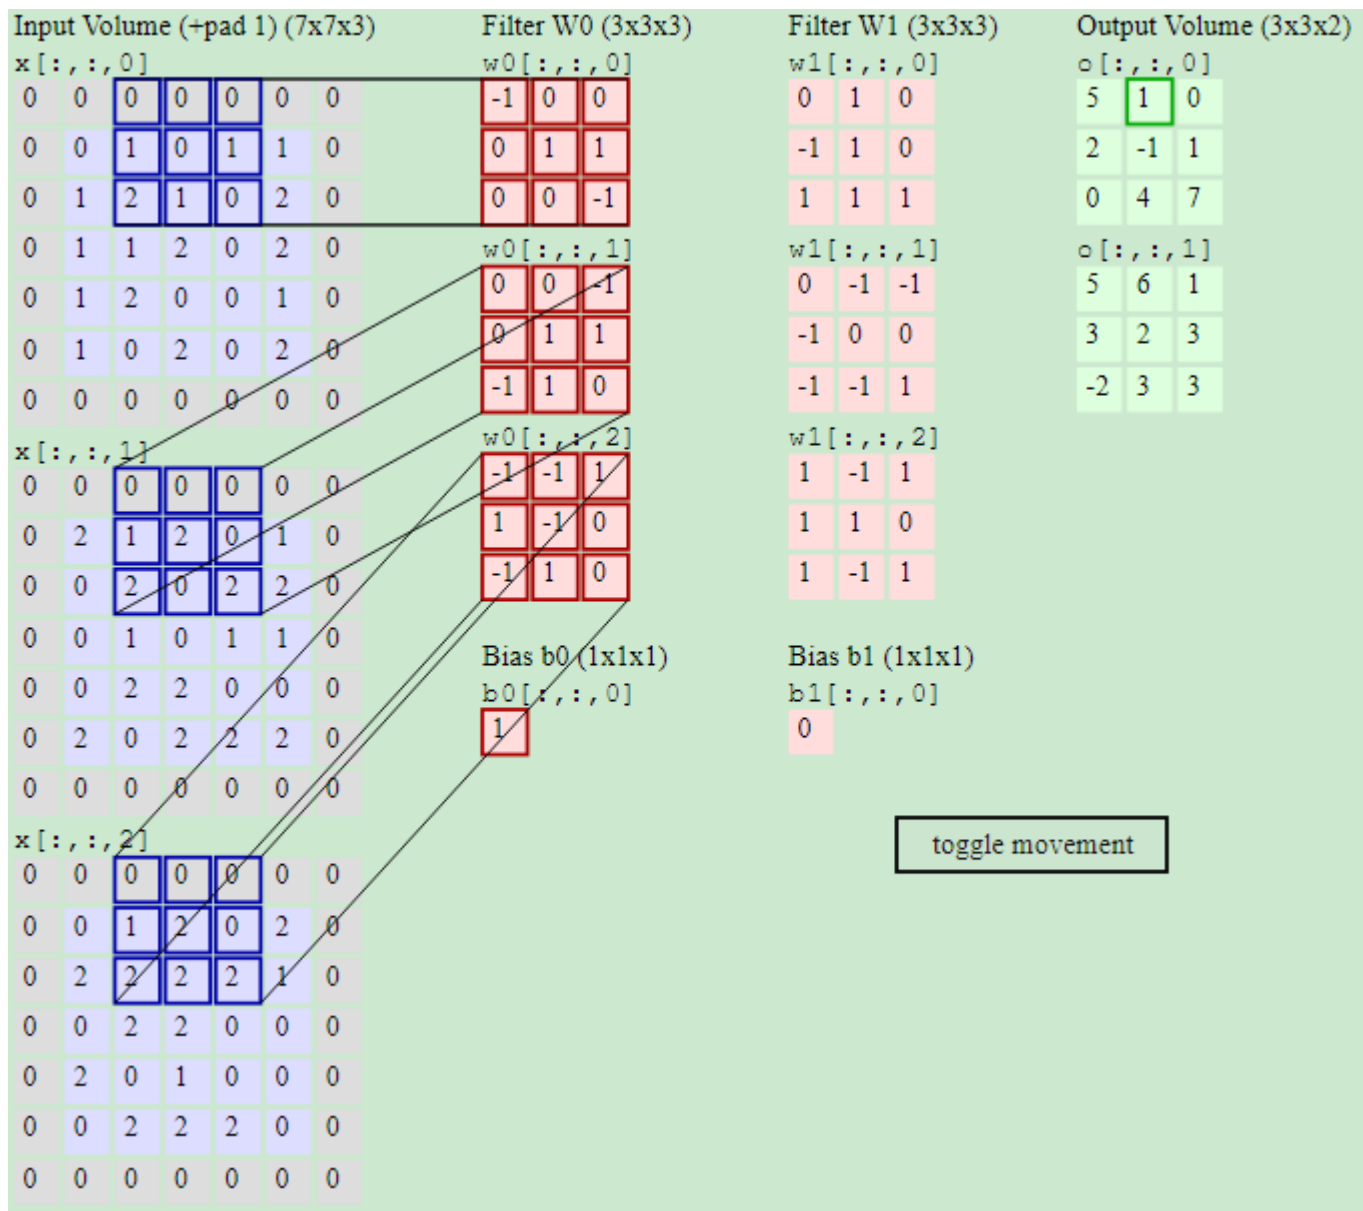 Input Volume (+pad 1) (7x7x3)
x[:,:,0]
0 0 0 0 0 0 0
0 0 1 0 1 1 0
0 1 2 1 0 2 0
0 1 1 2 0 2 0
0 1 2 0 0 1 0
0 1 0 2 0 2 0
0 0 0 0 0 0 0
x[:,:,1]
0 0 0 0 0 0 0
0 2 1 2 0 1 0
0 0 2 0 2 2 0
0 0 1 0 1 1 0
0 0 2 2 0 0 0
0 2 0 2 2 2 0
0 0 0 0 0 0 0
x[:,:,2]
0 0 0 0 0 0 0
0 0 1 2 0 2 0
0 2 2 2 2 1 0
0 0 2 2 0 0 0
0 2 0 1 0 0 0
0 0 2 2 2 0 0
0 0 0 0 0 0 0
Filter W0 (3x3x3)
w0[:,:,0]
-1 0 0
0 1 1
0 0 -1
w0[:,:,1]
0 0 -1
0 1 1
-1 1 0
w0[:,:,2]
-1 -1 1
1 -1 0
-1 1 0
Bias b0 (1x1x1)
b0[:,:,0]
1
Filter W1 (3x3x3)
w1[:,:,0]
0 1 0
-1 1 0
1 1 1
w1[:,:,1]
0 -1 -1
-1 0 0
-1 -1 1
w1[:,:,2]
1 -1 1
1 1 0
1 -1 1
Bias b1 (1x1x1)
b1[:,:,0]
0
Output Volume (3x3x2)
o[:,:,0]
5 1 0
2 -1 1
0 4 7
o[:,:,1]
5 6 1
3 2 3
-2 3 3
toggle movement